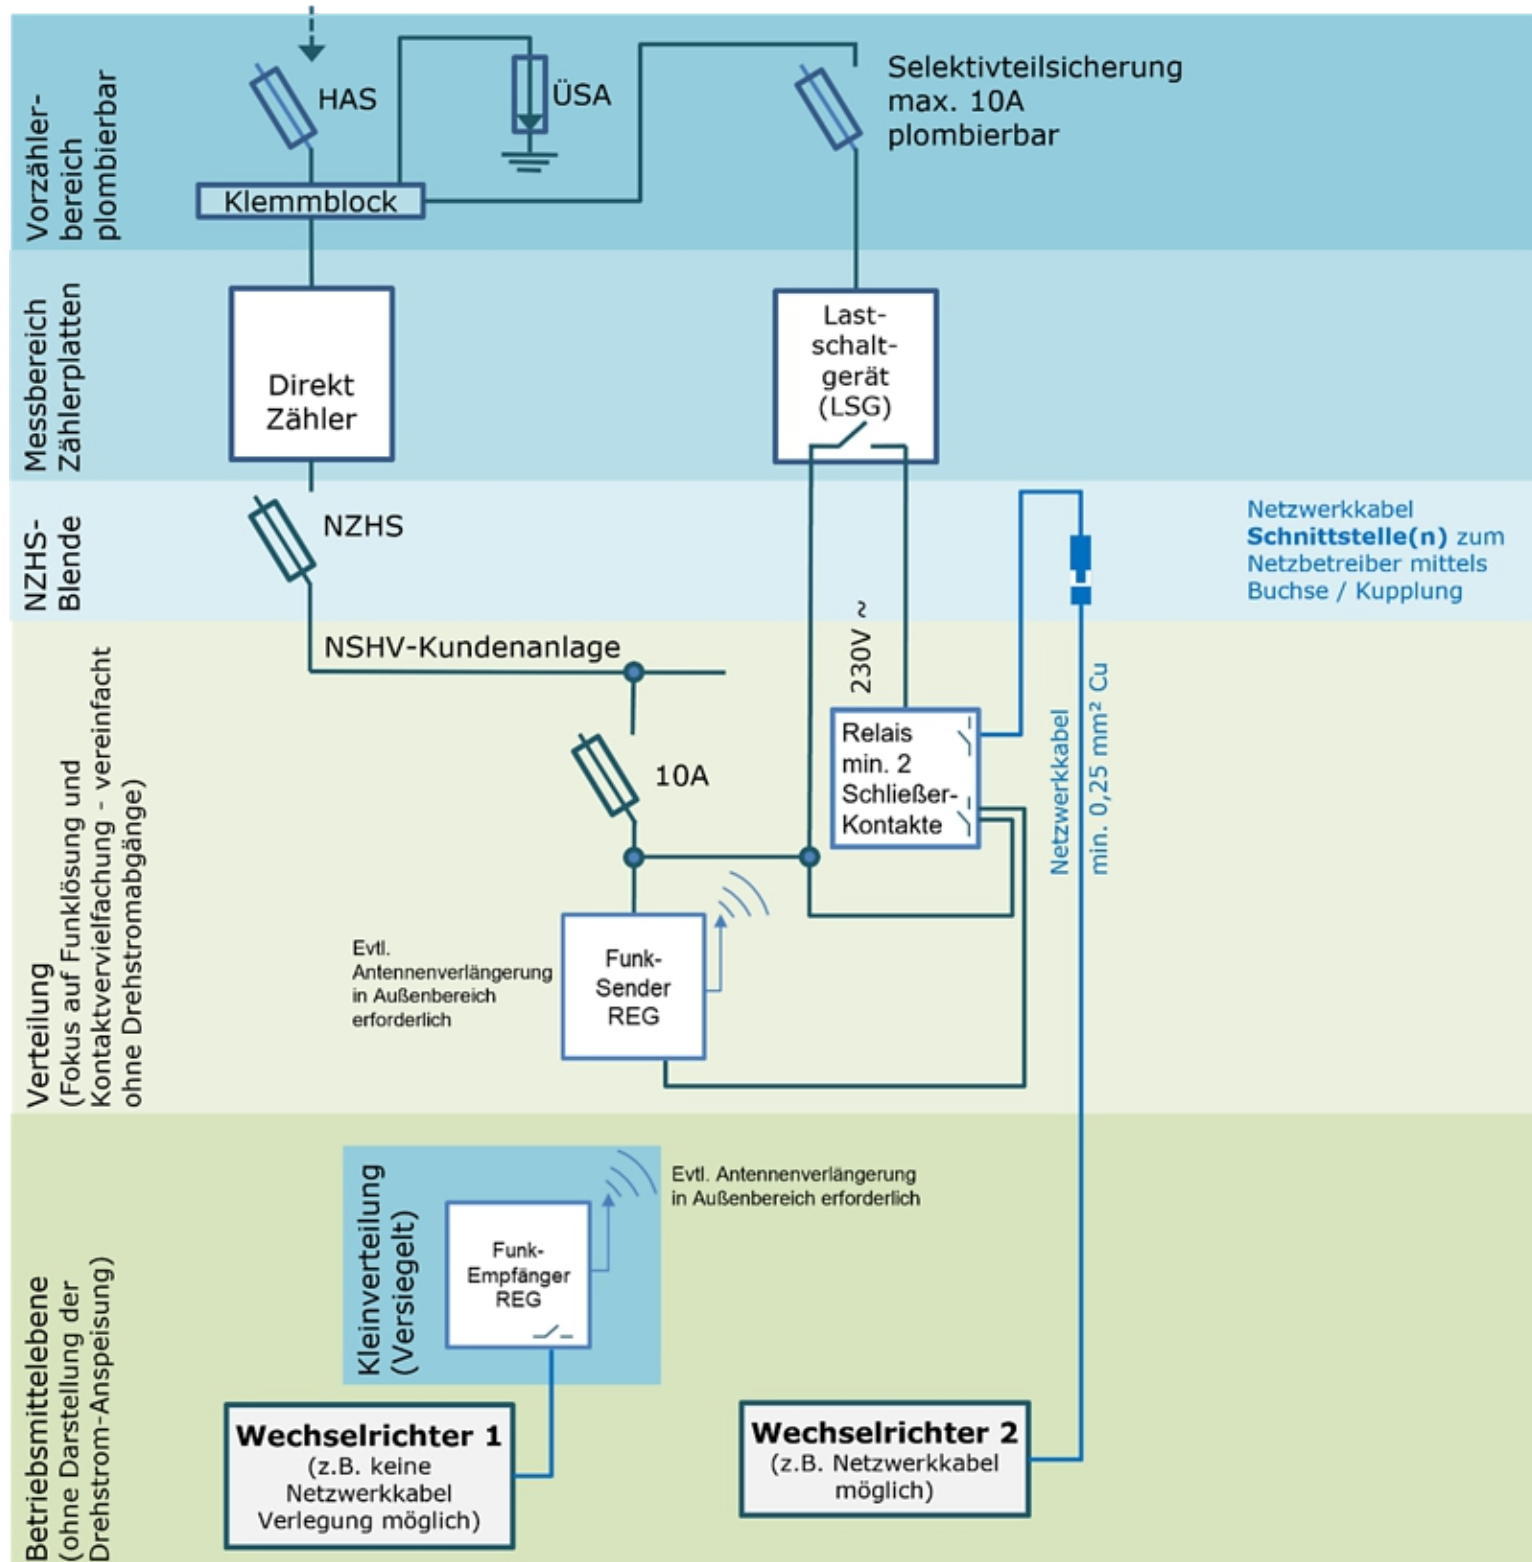 Vorzähler-
bereich
plombierbar
HAS
ÜSA
Selektivteilsicherung
max. 10A
plombierbar
Klemmblock
Messbereich
Zählerplatten
Direkt
Zähler
Last-
schalt-
gerät
(LSG)
NZHS-
Blende
NZHS
Netzwerkkabel
Schnittstelle(n) zum
Netzbetreiber mittels
Buchse / Kupplung
Verteilung
(Fokus auf Funklösung und
Kontaktvervielfachung - vereinfacht
ohne Drehstromabgänge)
NSHV-Kundenanlage
230V ~
10A
Relais
min. 2
Schließer-
Kontakte
Netzwerkkabel
min. 0,25 mm² Cu
Evtl.
Antennenverlängerung
in Außenbereich
erforderlich
Funk-
Sender
REG
Betriebsmittelebene
(ohne Darstellung der
Drehstrom-Anspeisung)
Kleinverteilung
(Versiegelt)
Funk-
Empfänger
REG
Evtl. Antennenverlängerung
in Außenbereich erforderlich
Wechselrichter 1
(z.B. keine
Netzwerkkabel
Verlegung möglich)
Wechselrichter 2
(z.B. Netzwerkkabel
möglich)